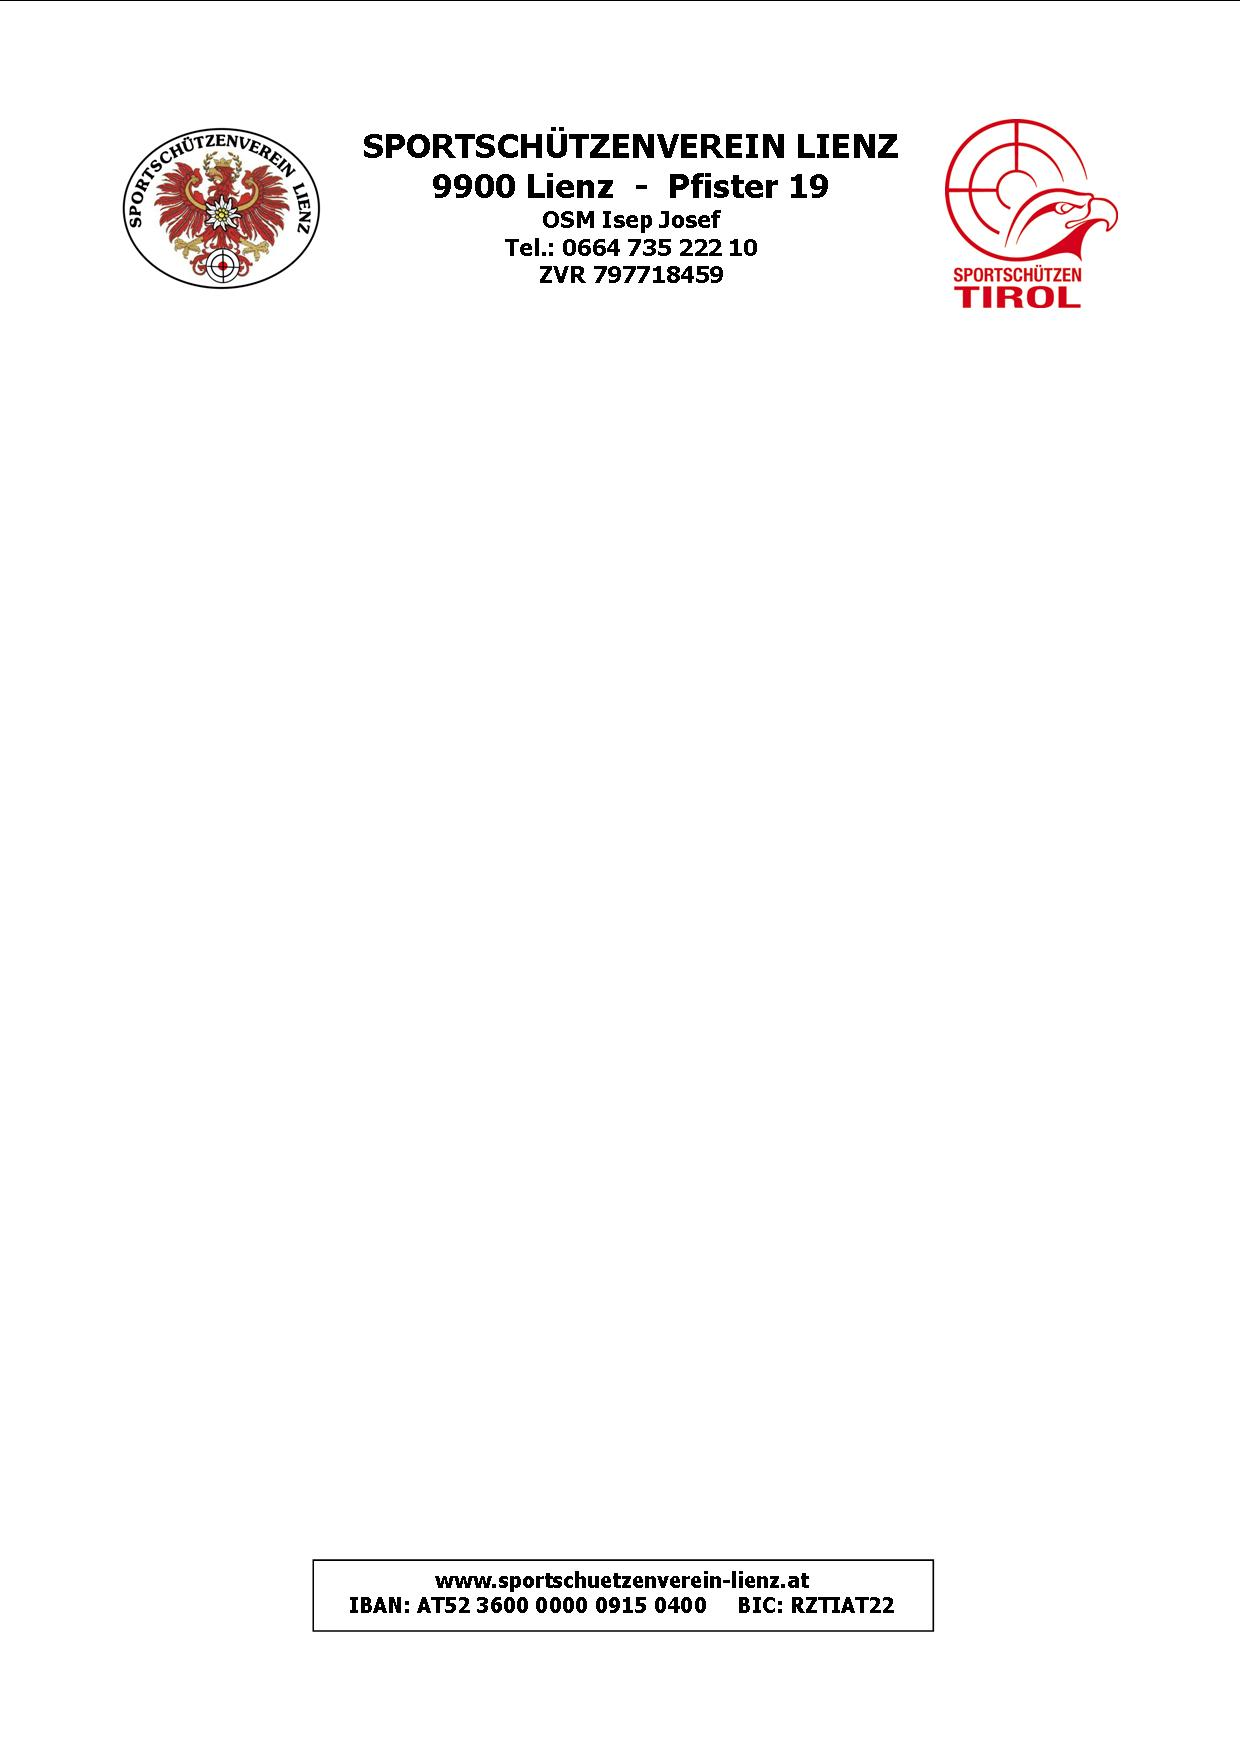 SPORTSCHÜTZENVEREIN LIENZ
SPORTSCHÜTZENVEREIN LIENZ
9900 Lienz - Pfister 19
OSM Isep Josef
Tel.: 0664 735 222 10
ZVR 797718459
SPORTSCHÜTZEN
TIROL
www.sportschuetzenverein-lienz.at
IBAN: AT52 3600 0000 0915 0400 BIC: RZTIAT22